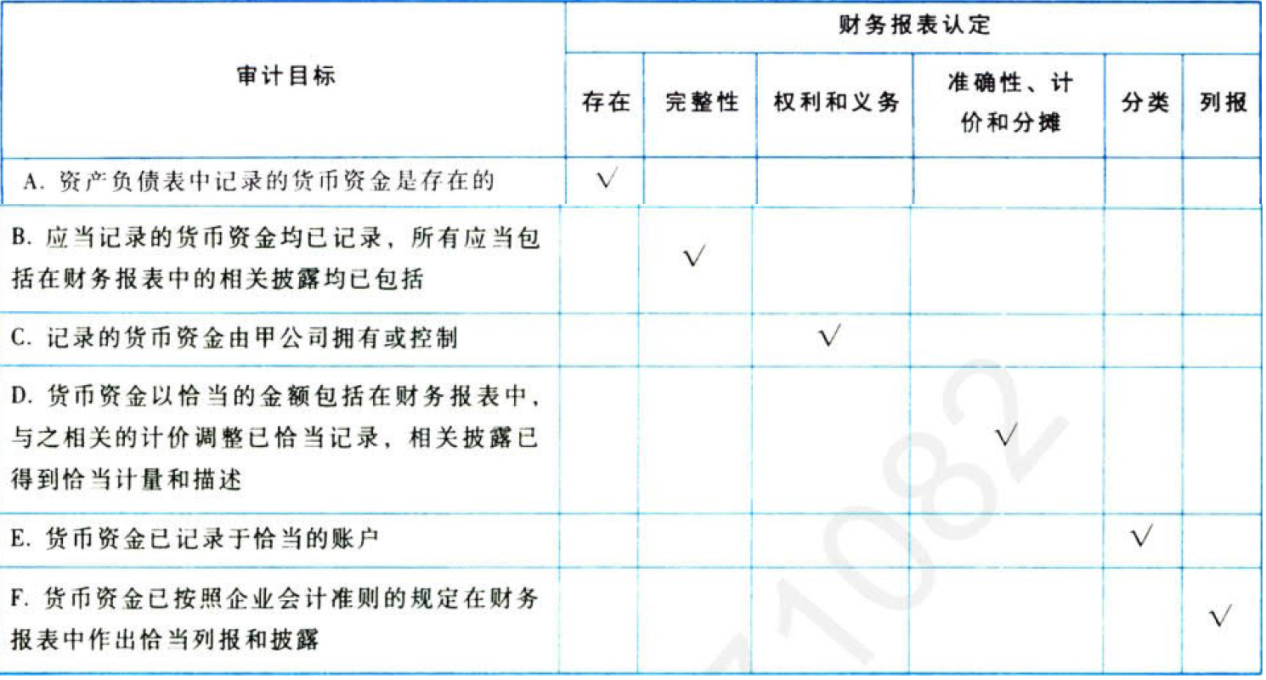 审计目标
财务报表认定
存在
完整性
权利和义务
准确性、计
价和分摊
分类
列报
A. 资产负债表中记录的货币资金是存在的
√
B. 应当记录的货币资金均已记录，所有应当包
括在财务报表中的相关披露均已包括
√
C. 记录的货币资金由甲公司拥有或控制
√
D. 货币资金以恰当的金额包括在财务报表中，
与之相关的计价调整已恰当记录，相关披露已
得到恰当计量和描述
√
E. 货币资金已记录于恰当的账户
√
F. 货币资金已按照企业会计准则的规定在财务
报表中作出恰当列报和披露
√